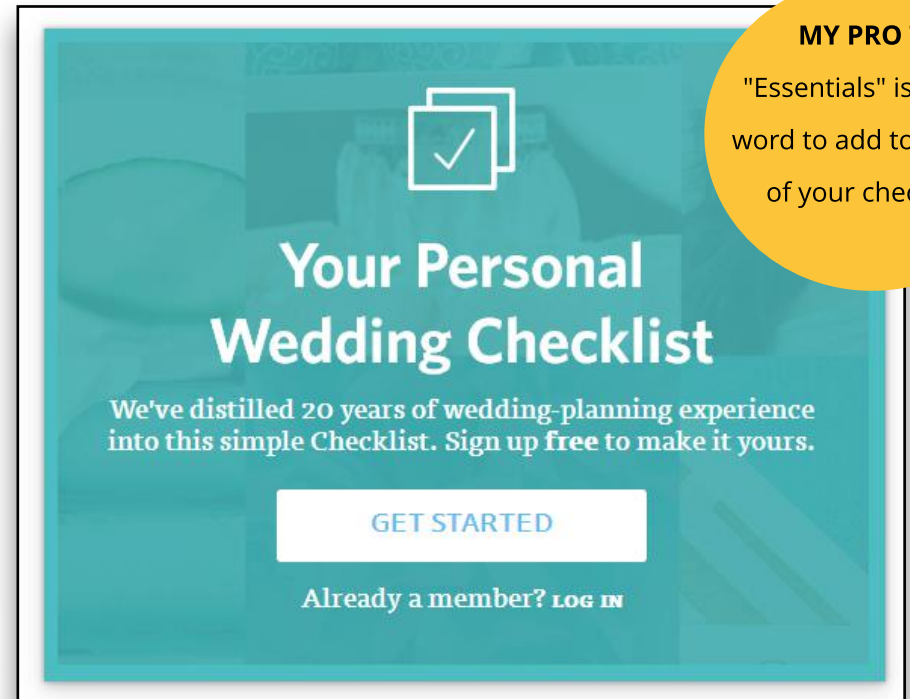 MY PRO
"Essentials" is
word to add to
of your
Your Personal
Wedding Checklist
We've distilled 20 years of wedding-planning experience
into this simple Checklist. Sign up free to make it yours.
GET STARTED
Already a member? LOG IN